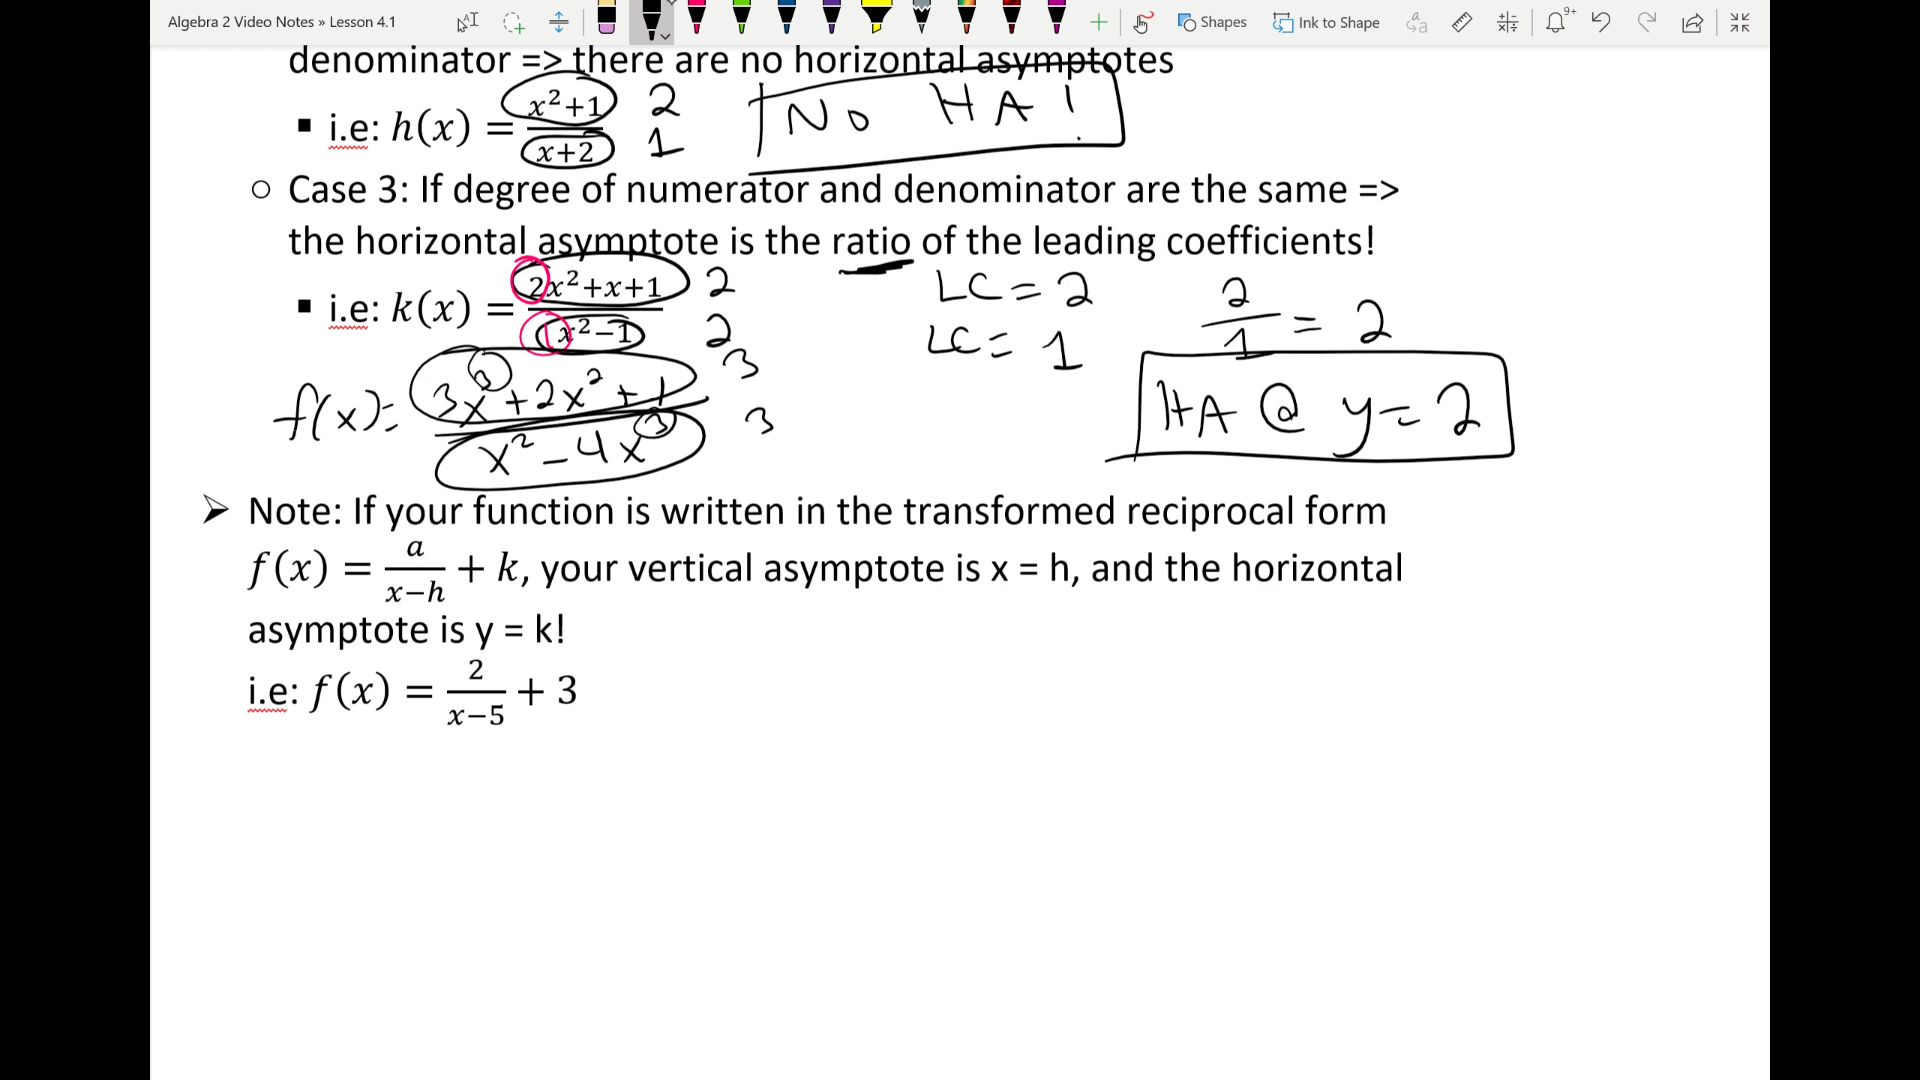 Algebra 2 Video Notes » Lesson 4.1
Shapes
Ink to Shape
9+
denominator => there are no horizontal asymptotes
▪ i.e: h(x) = (x²+1)/(x+2) 2 1 No HA!
○ Case 3: If degree of numerator and denominator are the same =>
the horizontal asymptote is the ratio of the leading coefficients!
▪ i.e: k(x) = (2x²+x+1)/(1x²−1) 2 2 LC = 2 LC = 1 2/1 = 2
f(x) = (3x³+2x²+1)/(x²−4x³) 3 3 HA @ y = 2
➢ Note: If your function is written in the transformed reciprocal form
f(x) = a/(x−h) + k, your vertical asymptote is x = h, and the horizontal
asymptote is y = k!
i.e: f(x) = 2/(x−5) + 3